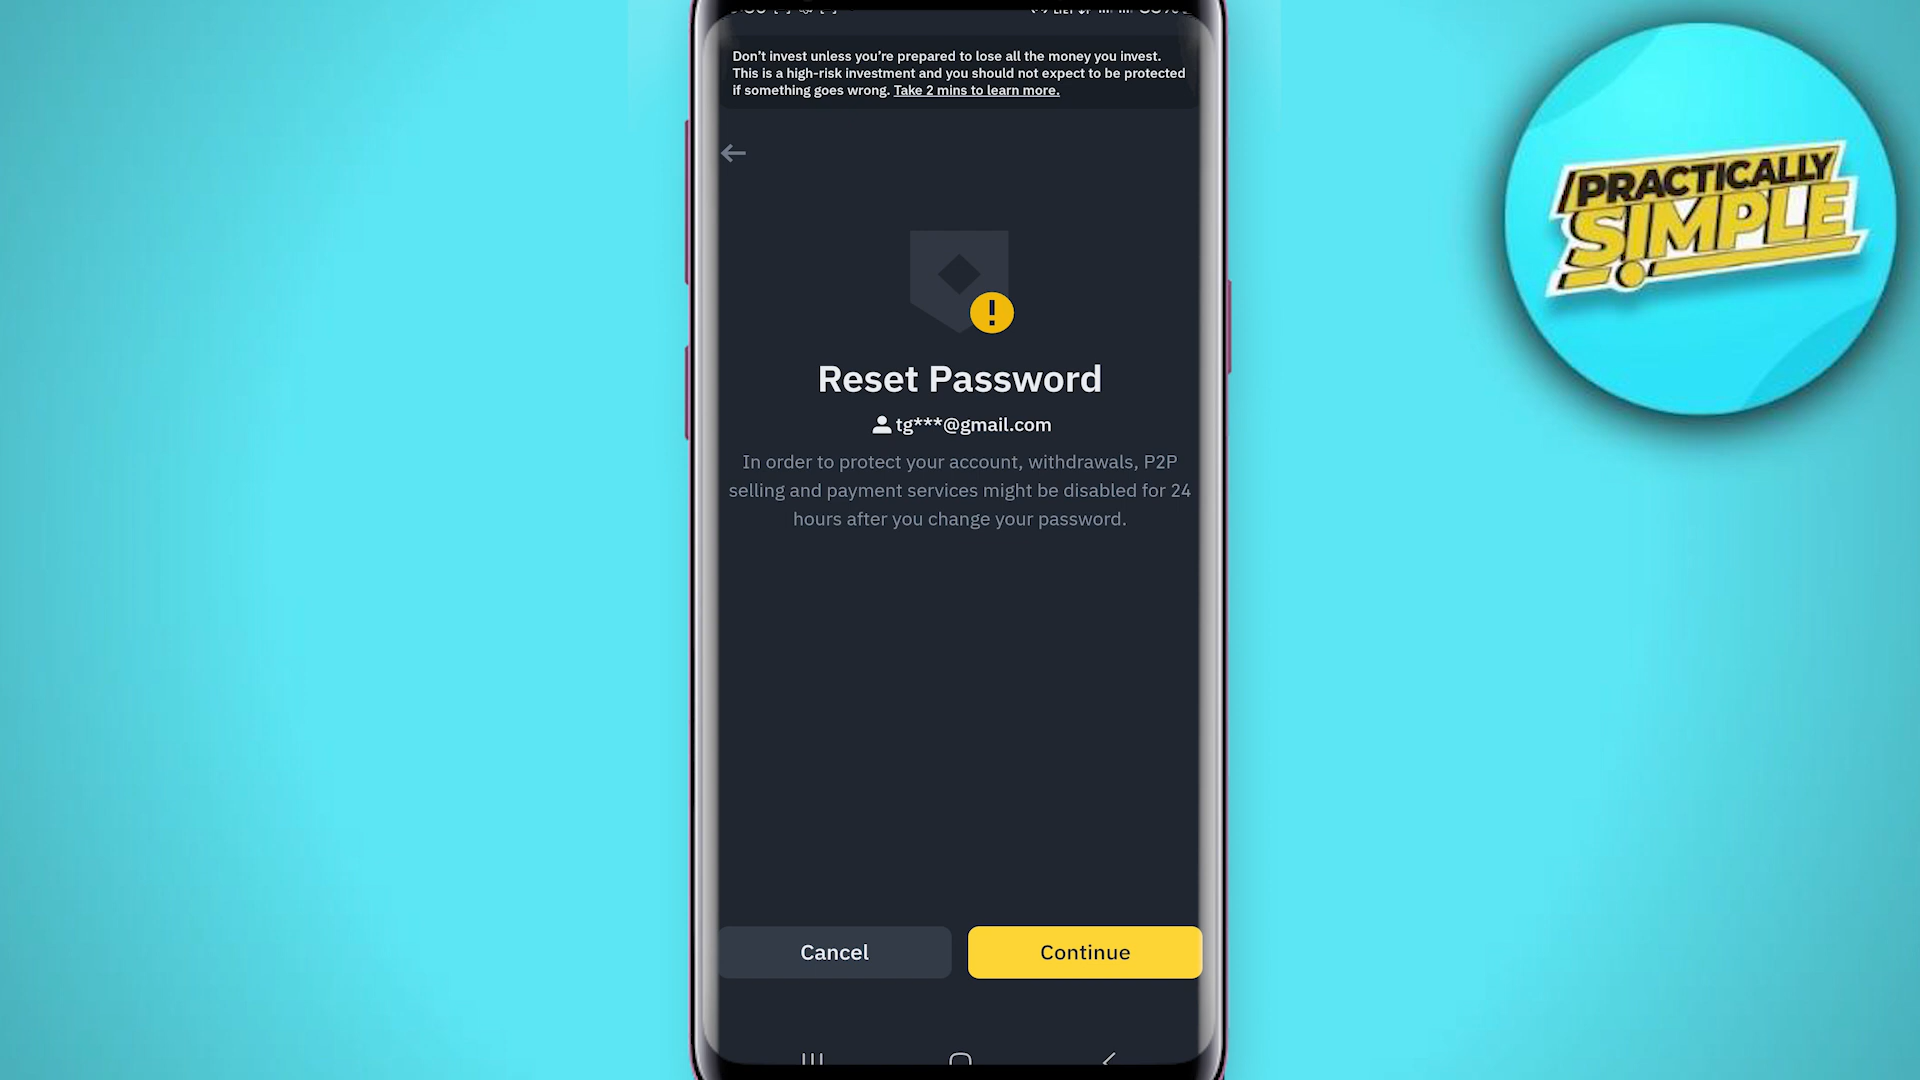 Don't invest unless you're prepared to lose all the money you invest.
This is a high-risk investment and you should not expect to be protected
if something goes wrong. Take 2 mins to learn more.
PRACTICALLY
SIMPLE
Reset Password
tg***@gmail.com
In order to protect your account, withdrawals, P2P
selling and payment services might be disabled for 24
hours after you change your password.
Cancel
Continue